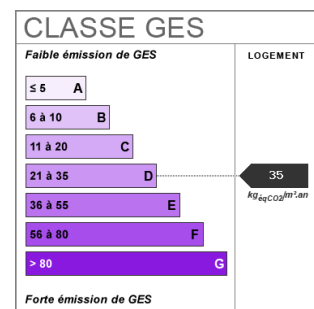 CLASSE GES
Faible émission de GES
LOGEMENT
≤ 5 A
6 à 10 B
11 à 20 C
21 à 35 D
35
kgéqCO2/m².an
36 à 55 E
56 à 80 F
> 80 G
Forte émission de GES